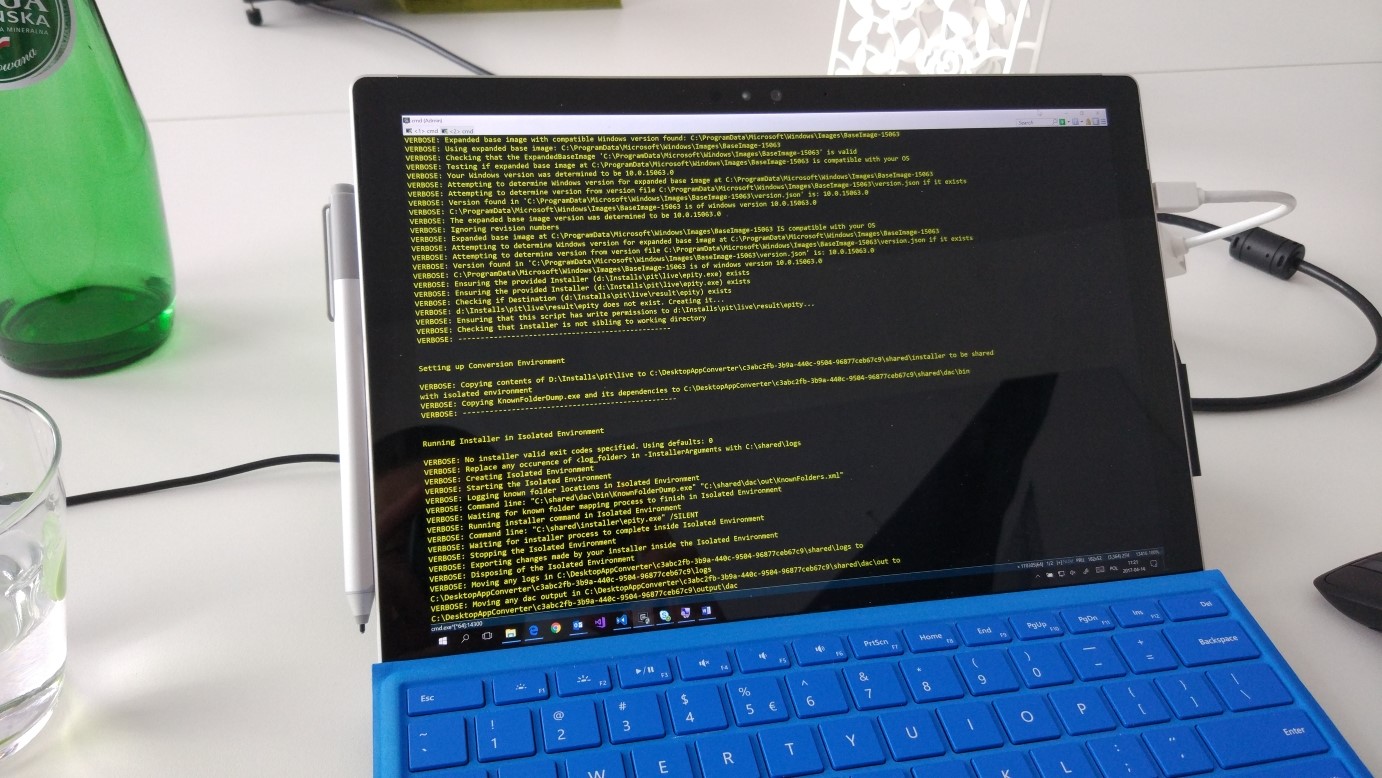 GA
NSKA
A MINERALNA
owana
cmd (Admin)
<1> cmd <2> cmd
Search
VERBOSE: Expanded base image with compatible Windows version found: C:\ProgramData\Microsoft\Windows\Images\BaseImage-15063
VERBOSE: Using expanded base image: C:\ProgramData\Microsoft\Windows\Images\BaseImage-15063
VERBOSE: Checking that the ExpandedBaseImage 'C:\ProgramData\Microsoft\Windows\Images\BaseImage-15063' is valid
VERBOSE: Testing if expanded base image at C:\ProgramData\Microsoft\Windows\Images\BaseImage-15063 is compatible with your OS
VERBOSE: Your Windows version was determined to be 10.0.15063.0
VERBOSE: Attempting to determine Windows version for expanded base image at C:\ProgramData\Microsoft\Windows\Images\BaseImage-15063
VERBOSE: Attempting to determine version from version file C:\ProgramData\Microsoft\Windows\Images\BaseImage-15063\version.json if it exists
VERBOSE: Version found in 'C:\ProgramData\Microsoft\Windows\Images\BaseImage-15063\version.json' is: 10.0.15063.0
VERBOSE: C:\ProgramData\Microsoft\Windows\Images\BaseImage-15063 is of windows version 10.0.15063.0
VERBOSE: The expanded base image version was determined to be 10.0.15063.0
VERBOSE: Ignoring revision numbers
VERBOSE: Expanded base image at C:\ProgramData\Microsoft\Windows\Images\BaseImage-15063 IS compatible with your OS
VERBOSE: Attempting to determine Windows version for expanded base image at C:\ProgramData\Microsoft\Windows\Images\BaseImage-15063
VERBOSE: Attempting to determine version from version file C:\ProgramData\Microsoft\Windows\Images\BaseImage-15063\version.json if it exists
VERBOSE: Version found in 'C:\ProgramData\Microsoft\Windows\Images\BaseImage-15063\version.json' is: 10.0.15063.0
VERBOSE: C:\ProgramData\Microsoft\Windows\Images\BaseImage-15063 is of windows version 10.0.15063.0
VERBOSE: Ensuring the provided Installer (d:\Installs\pit\live\epity.exe) exists
VERBOSE: Ensuring the provided Installer (d:\Installs\pit\live\epity.exe) exists
VERBOSE: Checking if Destination (d:\Installs\pit\live\result\epity) exists
VERBOSE: d:\Installs\pit\live\result\epity does not exist. Creating it...
VERBOSE: Ensuring that this script has write permissions to d:\Installs\pit\live\result\epity...
VERBOSE: Checking that installer is not sibling to working directory
VERBOSE: --------------------------------------------------
Setting up Conversion Environment
VERBOSE: Copying contents of D:\Installs\pit\live to C:\DesktopAppConverter\c3abc2fb-3b9a-440c-9504-96877ceb67c9\shared\installer to be shared
with isolated environment
VERBOSE: Copying KnownFolderDump.exe and its dependencies to C:\DesktopAppConverter\c3abc2fb-3b9a-440c-9504-96877ceb67c9\shared\dac\bin
VERBOSE: --------------------------------------------------
Running Installer in Isolated Environment
VERBOSE: No installer valid exit codes specified. Using defaults: 0
VERBOSE: Replace any occurence of <log_folder> in -InstallerArguments with C:\shared\logs
VERBOSE: Creating Isolated Environment
VERBOSE: Starting the Isolated Environment
VERBOSE: Logging known folder locations in Isolated Environment
VERBOSE: Command line: "C:\shared\dac\bin\KnownFolderDump.exe" "C:\shared\dac\out\KnownFolders.xml"
VERBOSE: Waiting for known folder mapping process to finish in Isolated Environment
VERBOSE: Running installer command in Isolated Environment
VERBOSE: Command line: "C:\shared\installer\epity.exe" /SILENT
VERBOSE: Waiting for installer process to complete inside Isolated Environment
VERBOSE: Stopping the Isolated Environment
VERBOSE: Exporting changes made by your installer inside the Isolated Environment
VERBOSE: Disposing of the Isolated Environment
VERBOSE: Moving any logs in C:\DesktopAppConverter\c3abc2fb-3b9a-440c-9504-96877ceb67c9\shared\logs to
C:\DesktopAppConverter\c3abc2fb-3b9a-440c-9504-96877ceb67c9\logs
VERBOSE: Moving any dac output in C:\DesktopAppConverter\c3abc2fb-3b9a-440c-9504-96877ceb67c9\shared\dac\out to
C:\DesktopAppConverter\c3abc2fb-3b9a-440c-9504-96877ceb67c9\output\dac
cmd.exe*[*64]:14300
POL
11:21
2017-04-16
Esc F1 F2 F3 F4 F5 F6 PrtScn F7 Home F8 End F9 PgUp F10 PgDn F11 Ins F12 Del
~ ` ! 1 @ 2 # 3 $ 4 % 5 € ^ 6 & 7 * 8 ( 9 ) 0 _ - + = Backspace
W E R T Y U I O P { [ } ] | \
K L : ; " ' Enter